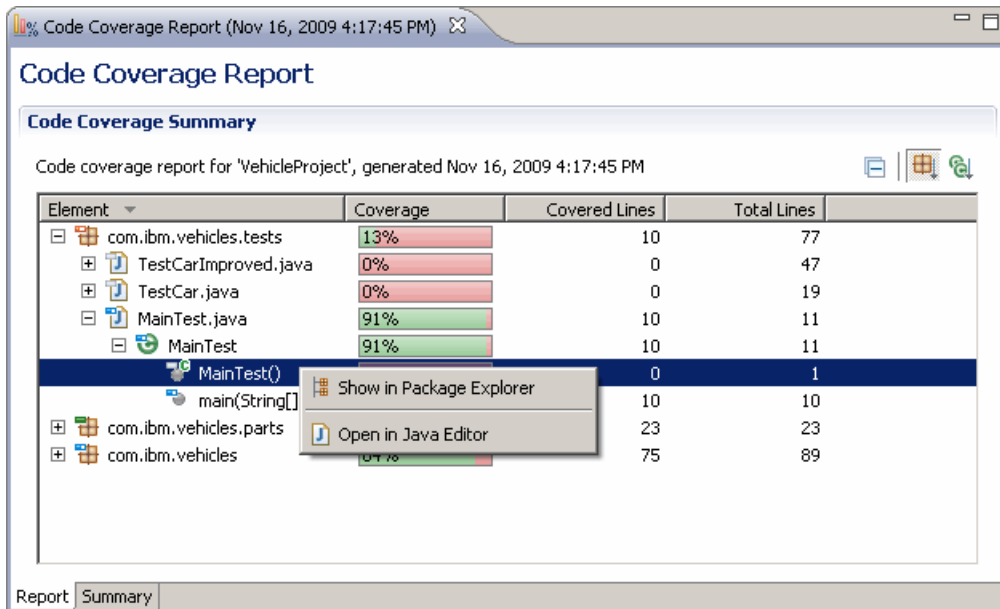 Code Coverage Report (Nov 16, 2009 4:17:45 PM)
Code Coverage Report
Code Coverage Summary
Code coverage report for 'VehicleProject', generated Nov 16, 2009 4:17:45 PM
Element Coverage Covered Lines Total Lines
com.ibm.vehicles.tests 13% 10 77
TestCarImproved.java 0% 0 47
TestCar.java 0% 0 19
MainTest.java 91% 10 11
MainTest 91% 10 11
MainTest() 0 1
Show in Package Explorer
main(String[] 10 10
com.ibm.vehicles.parts 23 23
Open in Java Editor
com.ibm.vehicles 84% 75 89
Report Summary